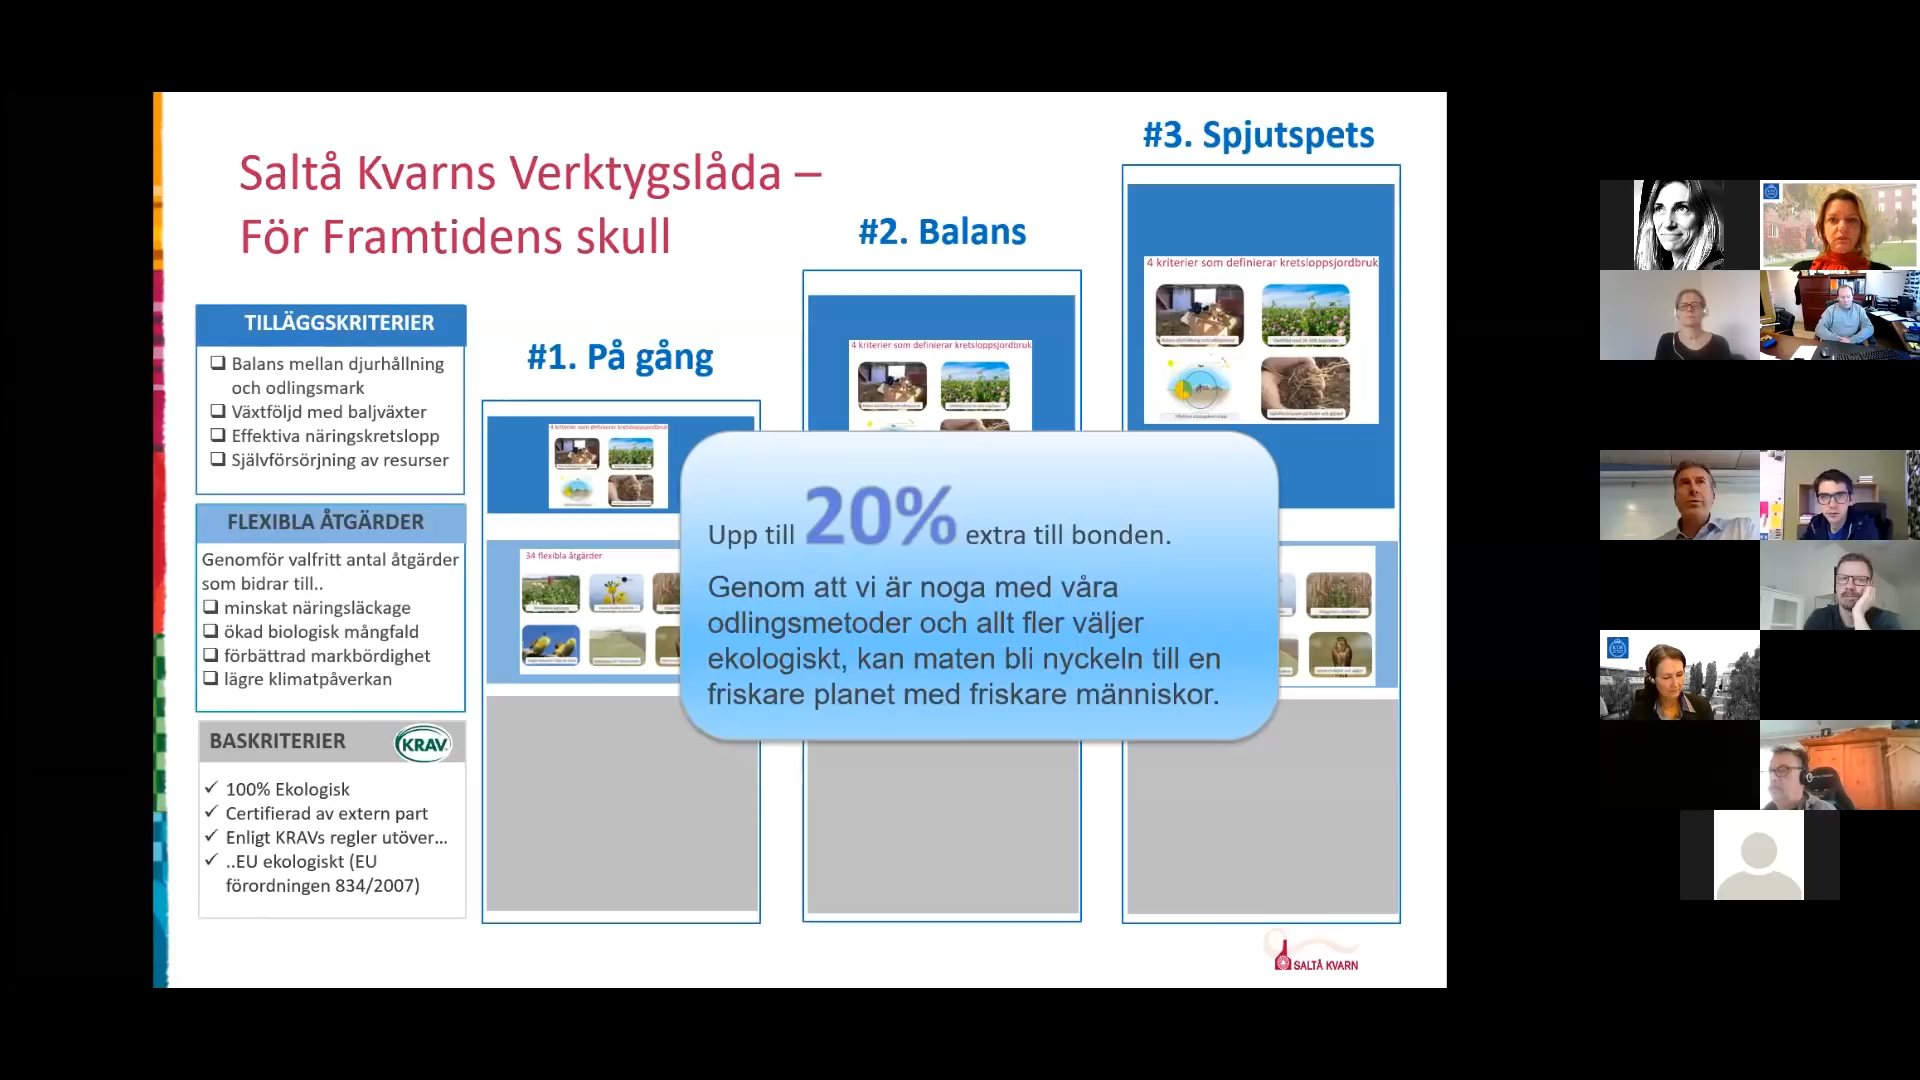 Saltå Kvarns Verktygslåda –
För Framtidens skull
#1. På gång
#2. Balans
#3. Spjutspets
TILLÄGGSKRITERIER
Balans mellan djurhållning
och odlingsmark
Växtföljd med baljväxter
Effektiva näringskretslopp
Självförsörjning av resurser
FLEXIBLA ÅTGÄRDER
Genomför valfritt antal åtgärder
som bidrar till..
minskat näringsläckage
ökad biologisk mångfald
förbättrad markbördighet
lägre klimatpåverkan
BASKRITERIER
KRAV
100% Ekologisk
Certifierad av extern part
Enligt KRAVs regler utöver...
..EU ekologiskt (EU
förordningen 834/2007)
4 kriterier som definierar kretsloppsjordbruk
34 flexibla åtgärder
4 kriterier som definierar kretsloppsjordbruk
4 kriterier som definierar kretsloppsjordbruk
Upp till 20% extra till bonden.
Genom att vi är noga med våra
odlingsmetoder och allt fler väljer
ekologiskt, kan maten bli nyckeln till en
friskare planet med friskare människor.
SALTÅ KVARN